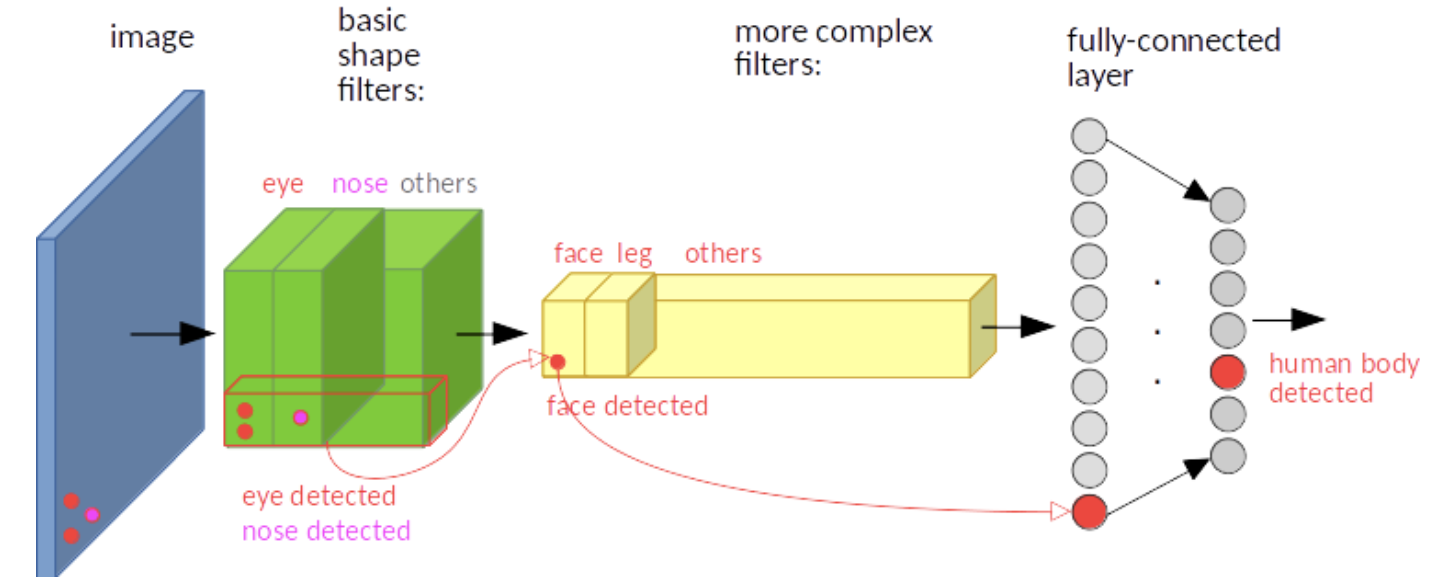 image
basic
shape
filters:
more complex
filters:
fully-connected
layer
eye nose others
face leg others
face detected
human body
detected
eye detected
nose detected